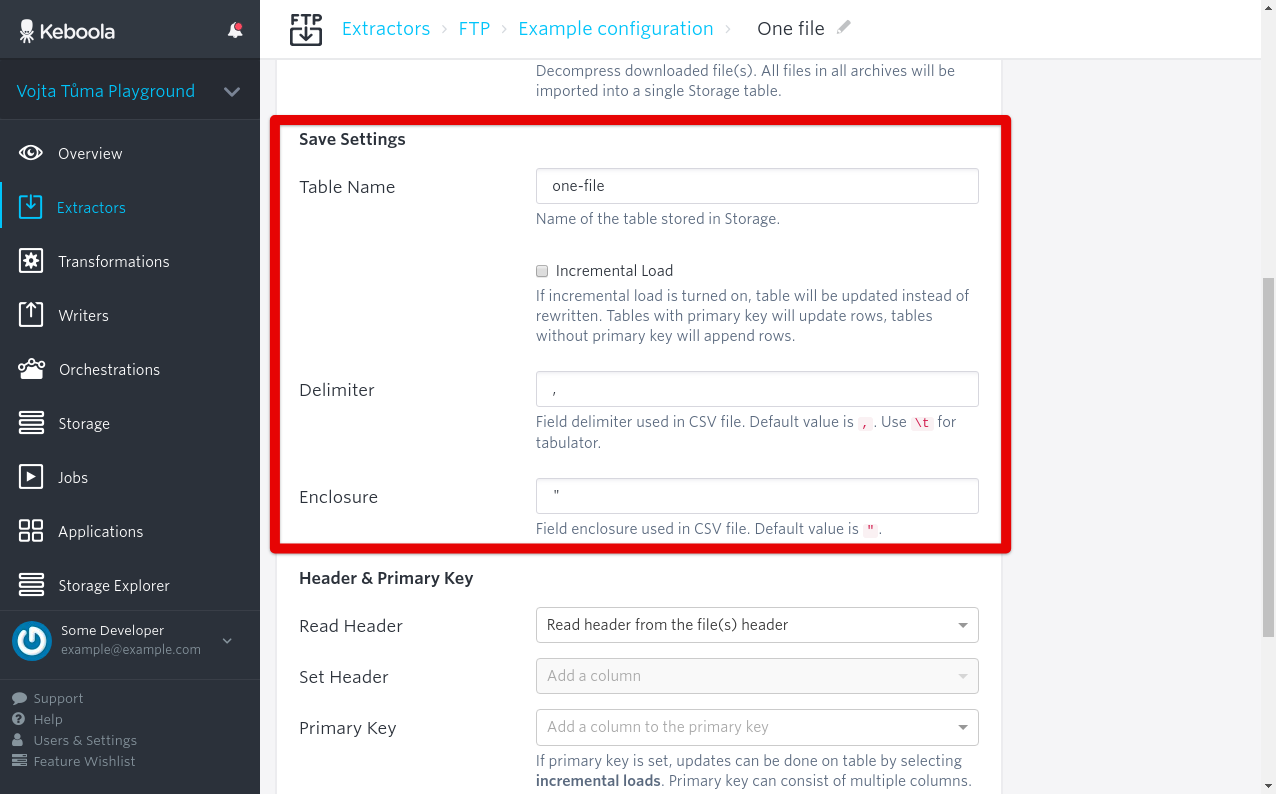 Keboola
Vojta Tůma Playground
Overview
Extractors
Transformations
Writers
Orchestrations
Storage
Jobs
Applications
Storage Explorer
Some Developer
example@example.com
Support
Help
Users & Settings
Feature Wishlist
FTP
Extractors › FTP › Example configuration › One file
Decompress downloaded file(s). All files in all archives will be
imported into a single Storage table.
Save Settings
Table Name
one-file
Name of the table stored in Storage.
Incremental Load
If incremental load is turned on, table will be updated instead of
rewritten. Tables with primary key will update rows, tables
without primary key will append rows.
Delimiter
,
Field delimiter used in CSV file. Default value is , . Use \t for
tabulator.
Enclosure
"
Field enclosure used in CSV file. Default value is " .
Header & Primary Key
Read Header
Read header from the file(s) header
Set Header
Add a column
Primary Key
Add a column to the primary key
If primary key is set, updates can be done on table by selecting
incremental loads. Primary key can consist of multiple columns.